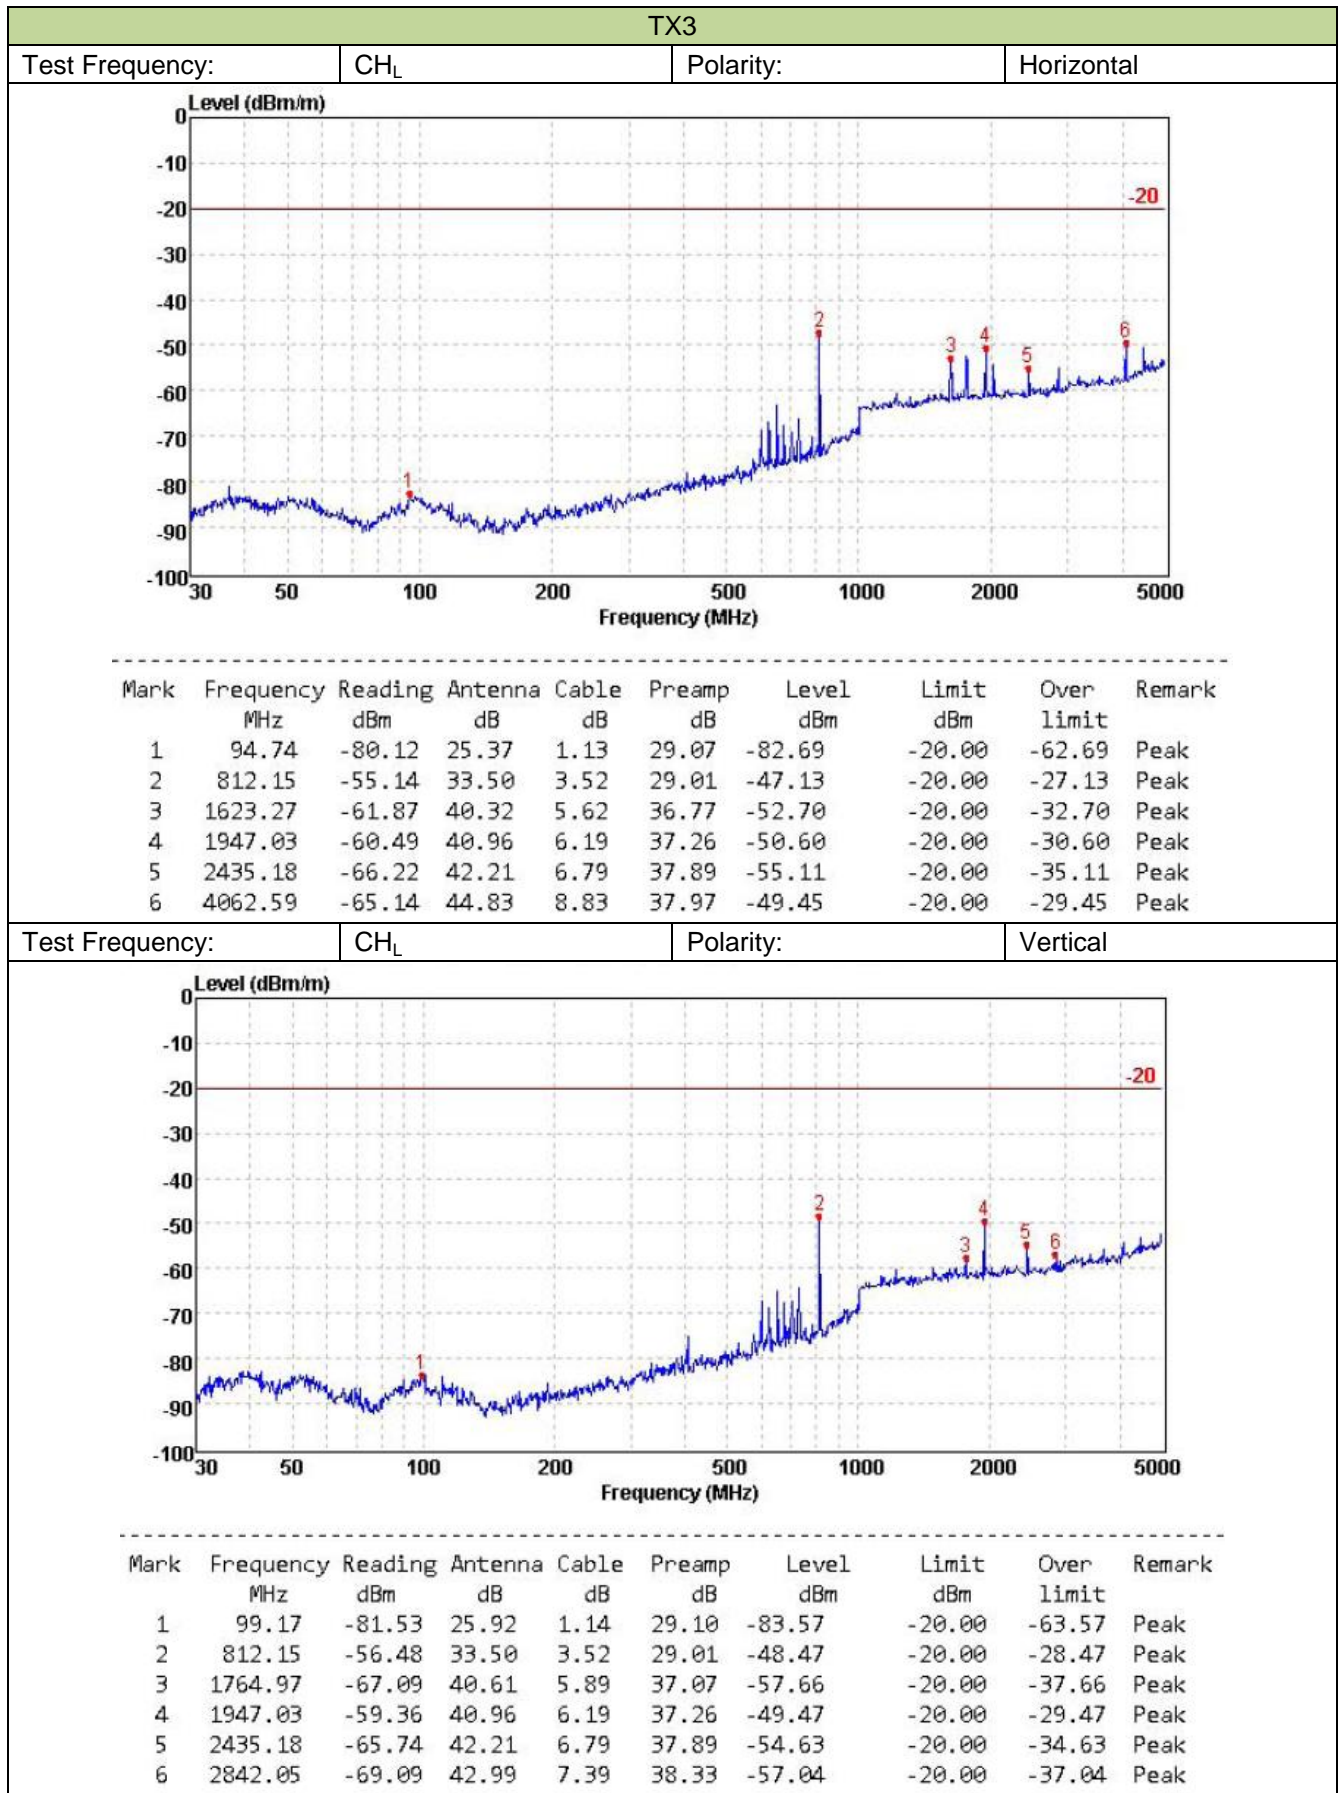 TX3
Test Frequency: CHL Polarity: Horizontal
Level (dBm/m)
0
-10
-20
-20
-30
-40
-50
-60
-70
-80
-90
-100
2
3
4
5
6
1
30 50 100 200 500 1000 2000 5000
Frequency (MHz)
Mark Frequency Reading Antenna Cable Preamp Level Limit Over Remark
MHz dBm dB dB dB dBm dBm limit
1 94.74 -80.12 25.37 1.13 29.07 -82.69 -20.00 -62.69 Peak
2 812.15 -55.14 33.50 3.52 29.01 -47.13 -20.00 -27.13 Peak
3 1623.27 -61.87 40.32 5.62 36.77 -52.70 -20.00 -32.70 Peak
4 1947.03 -60.49 40.96 6.19 37.26 -50.60 -20.00 -30.60 Peak
5 2435.18 -66.22 42.21 6.79 37.89 -55.11 -20.00 -35.11 Peak
6 4062.59 -65.14 44.83 8.83 37.97 -49.45 -20.00 -29.45 Peak
Test Frequency: CHL Polarity: Vertical
Level (dBm/m)
0
-10
-20
-20
-30
-40
-50
-60
-70
-80
-90
-100
2
4
3
5
6
1
30 50 100 200 500 1000 2000 5000
Frequency (MHz)
Mark Frequency Reading Antenna Cable Preamp Level Limit Over Remark
MHz dBm dB dB dB dBm dBm limit
1 99.17 -81.53 25.92 1.14 29.10 -83.57 -20.00 -63.57 Peak
2 812.15 -56.48 33.50 3.52 29.01 -48.47 -20.00 -28.47 Peak
3 1764.97 -67.09 40.61 5.89 37.07 -57.66 -20.00 -37.66 Peak
4 1947.03 -59.36 40.96 6.19 37.26 -49.47 -20.00 -29.47 Peak
5 2435.18 -65.74 42.21 6.79 37.89 -54.63 -20.00 -34.63 Peak
6 2842.05 -69.09 42.99 7.39 38.33 -57.04 -20.00 -37.04 Peak